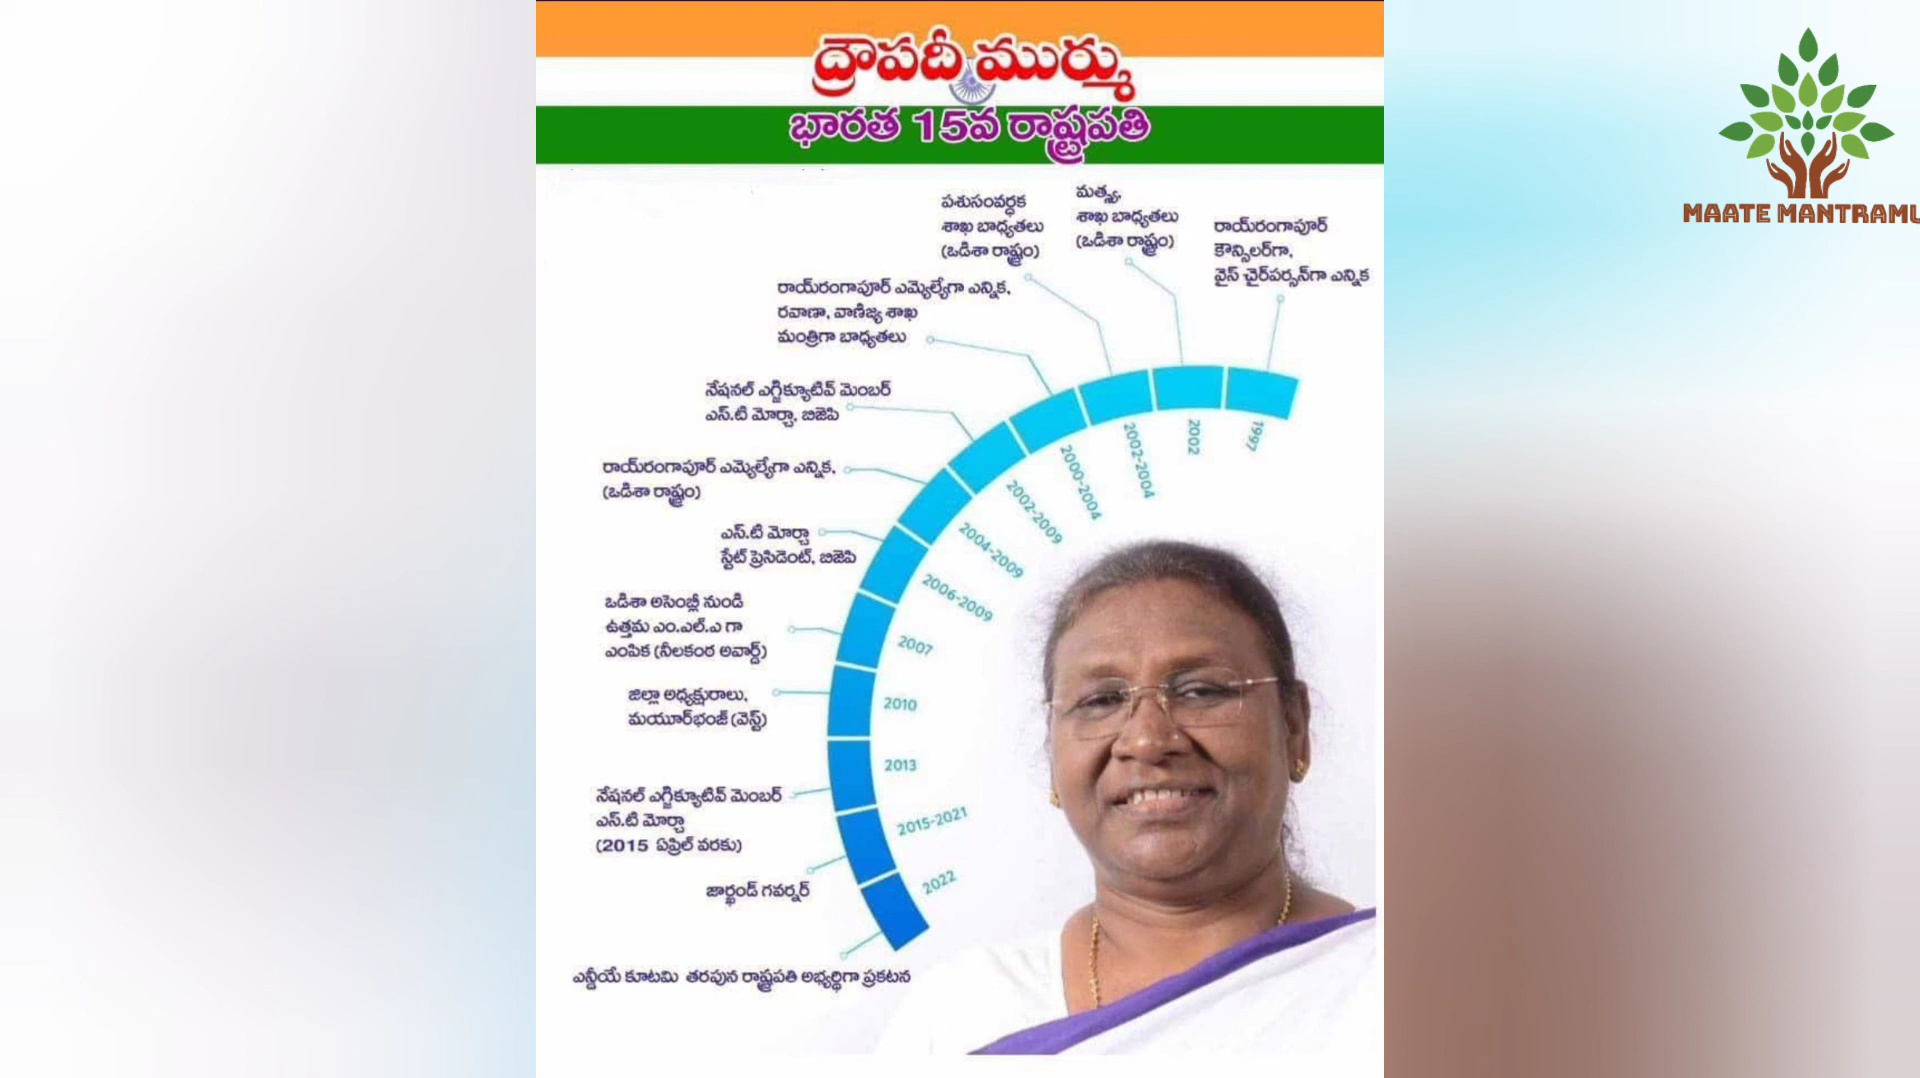 ద్రౌపదీ ముర్ము
భారత 15వ రాష్ట్రపతి
MAATE MANTRAMU
పశుసంవర్ధక
శాఖ బాధ్యతలు
(ఒడిశా రాష్ట్రం)
మత్స్య,
శాఖ బాధ్యతలు
(ఒడిశా రాష్ట్రం)
రాయ్‌రంగాపూర్
కౌన్సిలర్‌గా,
వైస్ చైర్‌పర్సన్‌గా ఎన్నిక
రాయ్‌రంగాపూర్ ఎమ్మెల్యేగా ఎన్నిక,
రవాణా, వాణిజ్య శాఖ
మంత్రిగా బాధ్యతలు
నేషనల్ ఎగ్జిక్యూటివ్ మెంబర్
ఎస్.టి మోర్చా, బిజెపి
రాయ్‌రంగాపూర్ ఎమ్మెల్యేగా ఎన్నిక,
(ఒడిశా రాష్ట్రం)
ఎస్.టి మోర్చా
స్టేట్ ప్రెసిడెంట్, బిజెపి
ఒడిశా అసెంబ్లీ నుండి
ఉత్తమ ఎం.ఎల్.ఎ గా
ఎంపిక (నీలకంఠ అవార్డ్)
జిల్లా అధ్యక్షురాలు,
మయూర్‌భంజ్ (వెస్ట్)
నేషనల్ ఎగ్జిక్యూటివ్ మెంబర్
ఎస్.టి మోర్చా
(2015 ఏప్రిల్ వరకు)
జార్ఖండ్ గవర్నర్
ఎన్డీయే కూటమి తరపున రాష్ట్రపతి అభ్యర్థిగా ప్రకటన
1997
2002
2002-2004
2000-2004
2002-2009
2004-2009
2006-2009
2007
2010
2013
2015-2021
2022